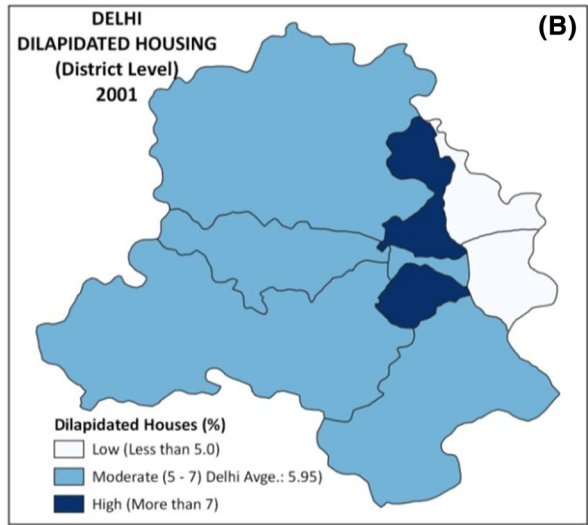 DELHI
DILAPIDATED HOUSING
(District Level)
2001
(B)
Dilapidated Houses (%)
Low (Less than 5.0)
Moderate (5 - 7) Delhi Avge.: 5.95)
High (More than 7)